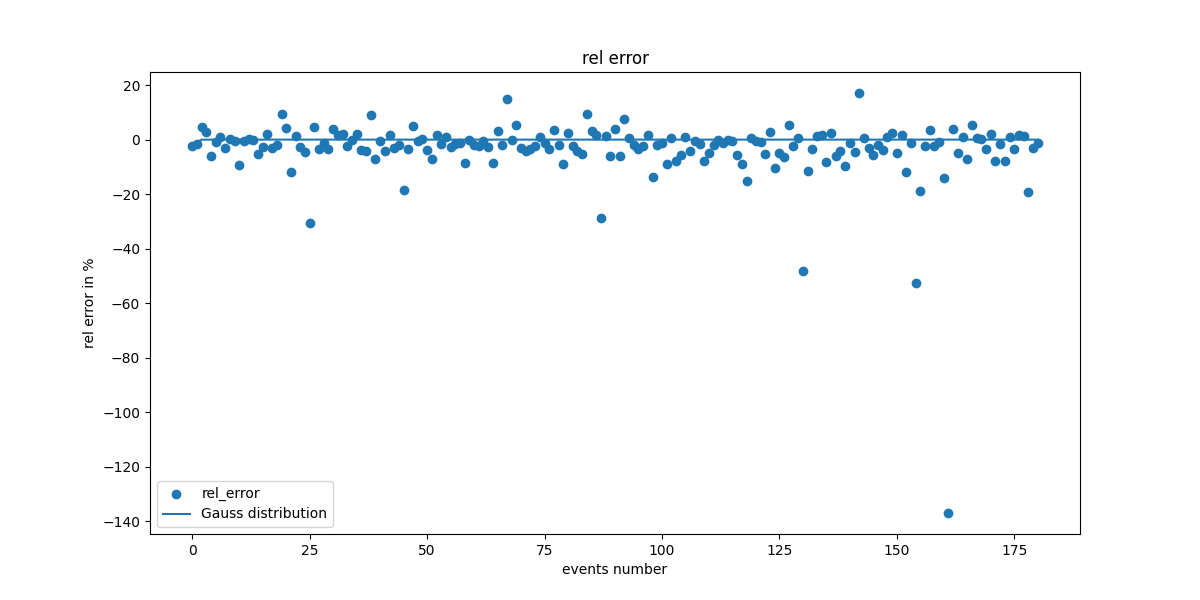 rel error
20
0
−20
−40
−60
−80
−100
−120
−140
rel error in %
rel_error
Gauss distribution
0 25 50 75 100 125 150 175
events number